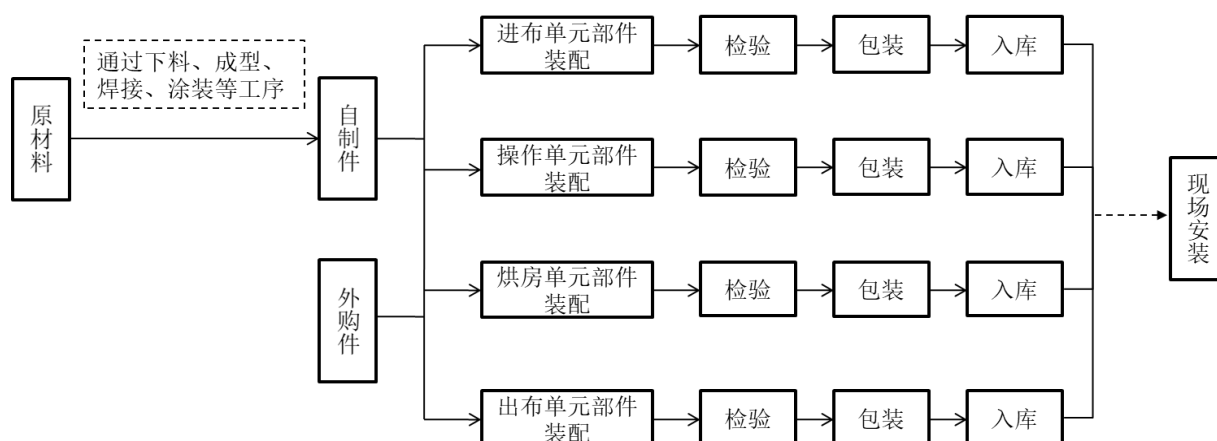 通过下料、成型、
焊接、涂装等工序
原材料
自制件
外购件
进布单元部件
装配
检验
包装
入库
操作单元部件
装配
检验
包装
入库
烘房单元部件
装配
检验
包装
入库
出布单元部件
装配
检验
包装
入库
现场安装